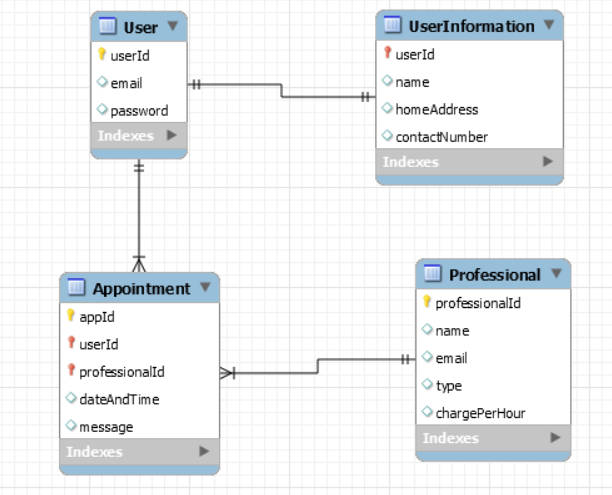 User
userId
email
password
Indexes
UserInformation
userId
name
homeAddress
contactNumber
Indexes
Appointment
appId
userId
professionalId
dateAndTime
message
Indexes
Professional
professionalId
name
email
type
chargePerHour
Indexes